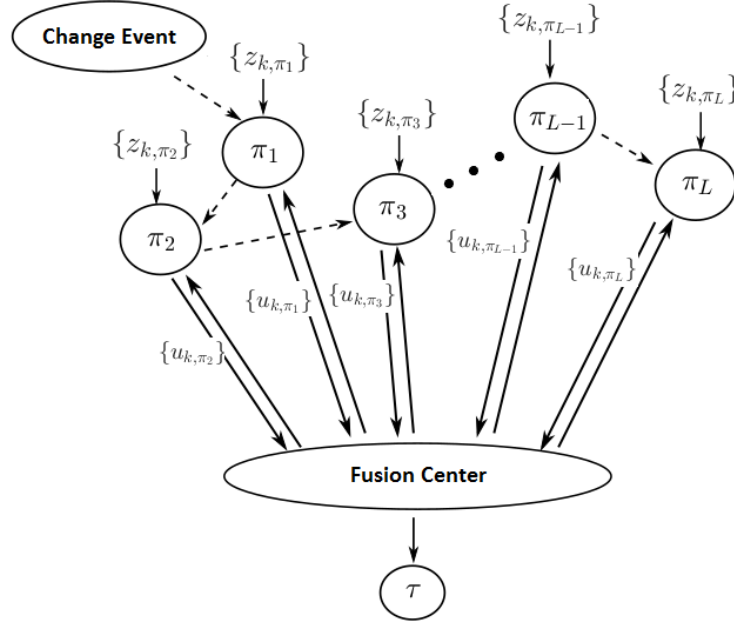 Change Event
{z_{k,π_1}}
{z_{k,π_{L−1}}}
{z_{k,π_L}}
{z_{k,π_2}}
{z_{k,π_3}}
π_1
π_{L−1}
π_L
π_2
π_3
{u_{k,π_2}}
{u_{k,π_1}}
{u_{k,π_3}}
{u_{k,π_{L−1}}}
{u_{k,π_L}}
Fusion Center
τ